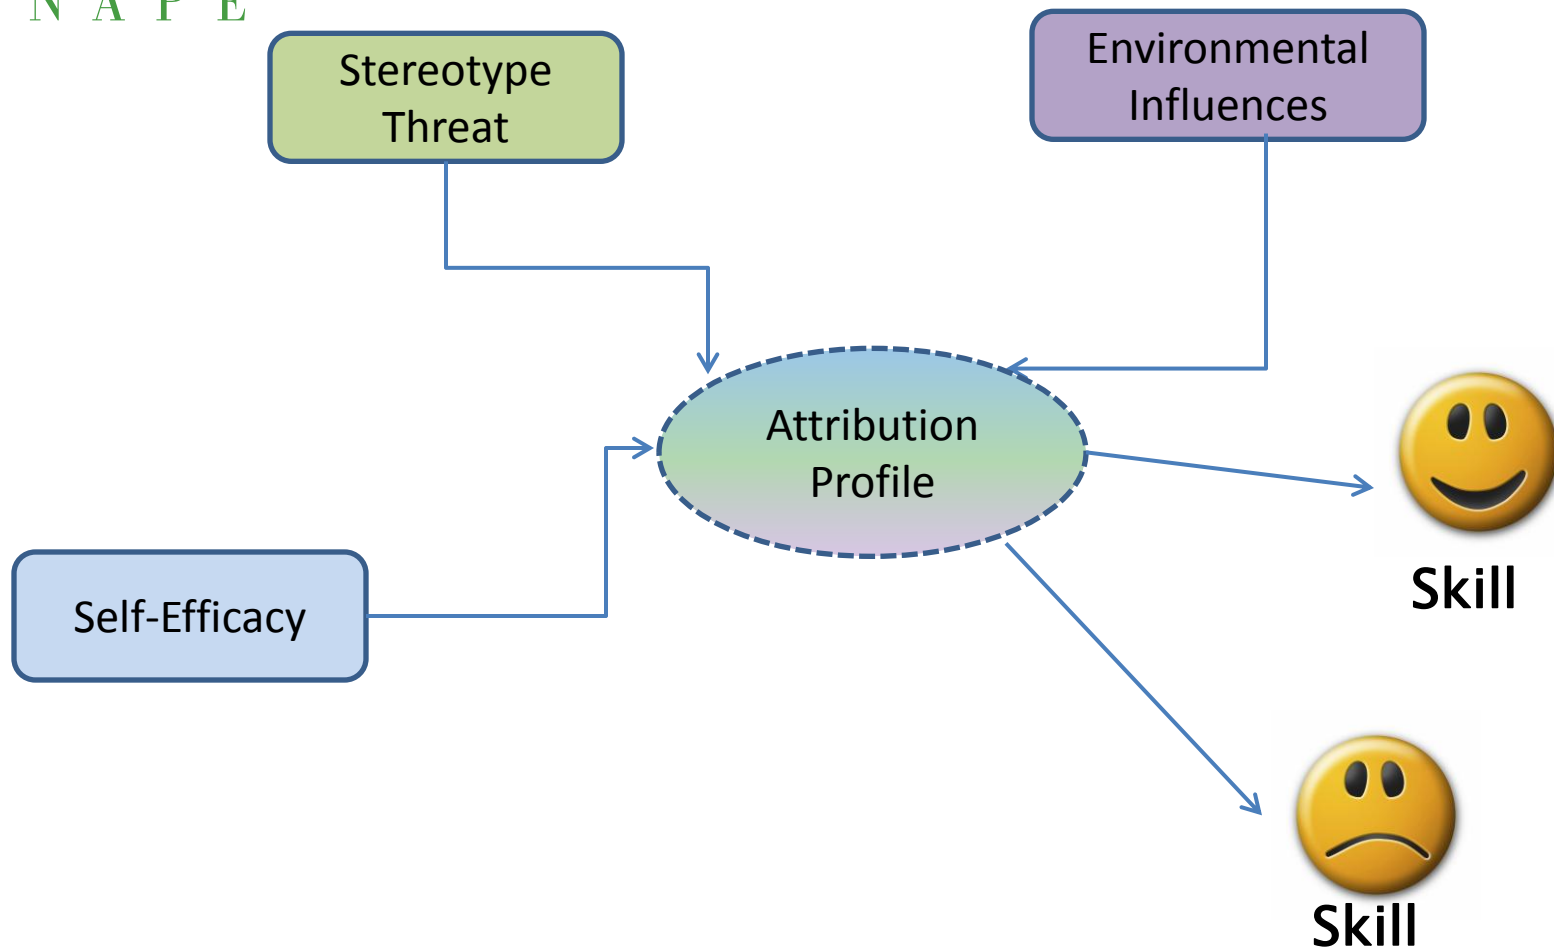 N A P E
Stereotype
Threat
Environmental
Influences
Attribution
Profile
Self-Efficacy
Skill
Skill